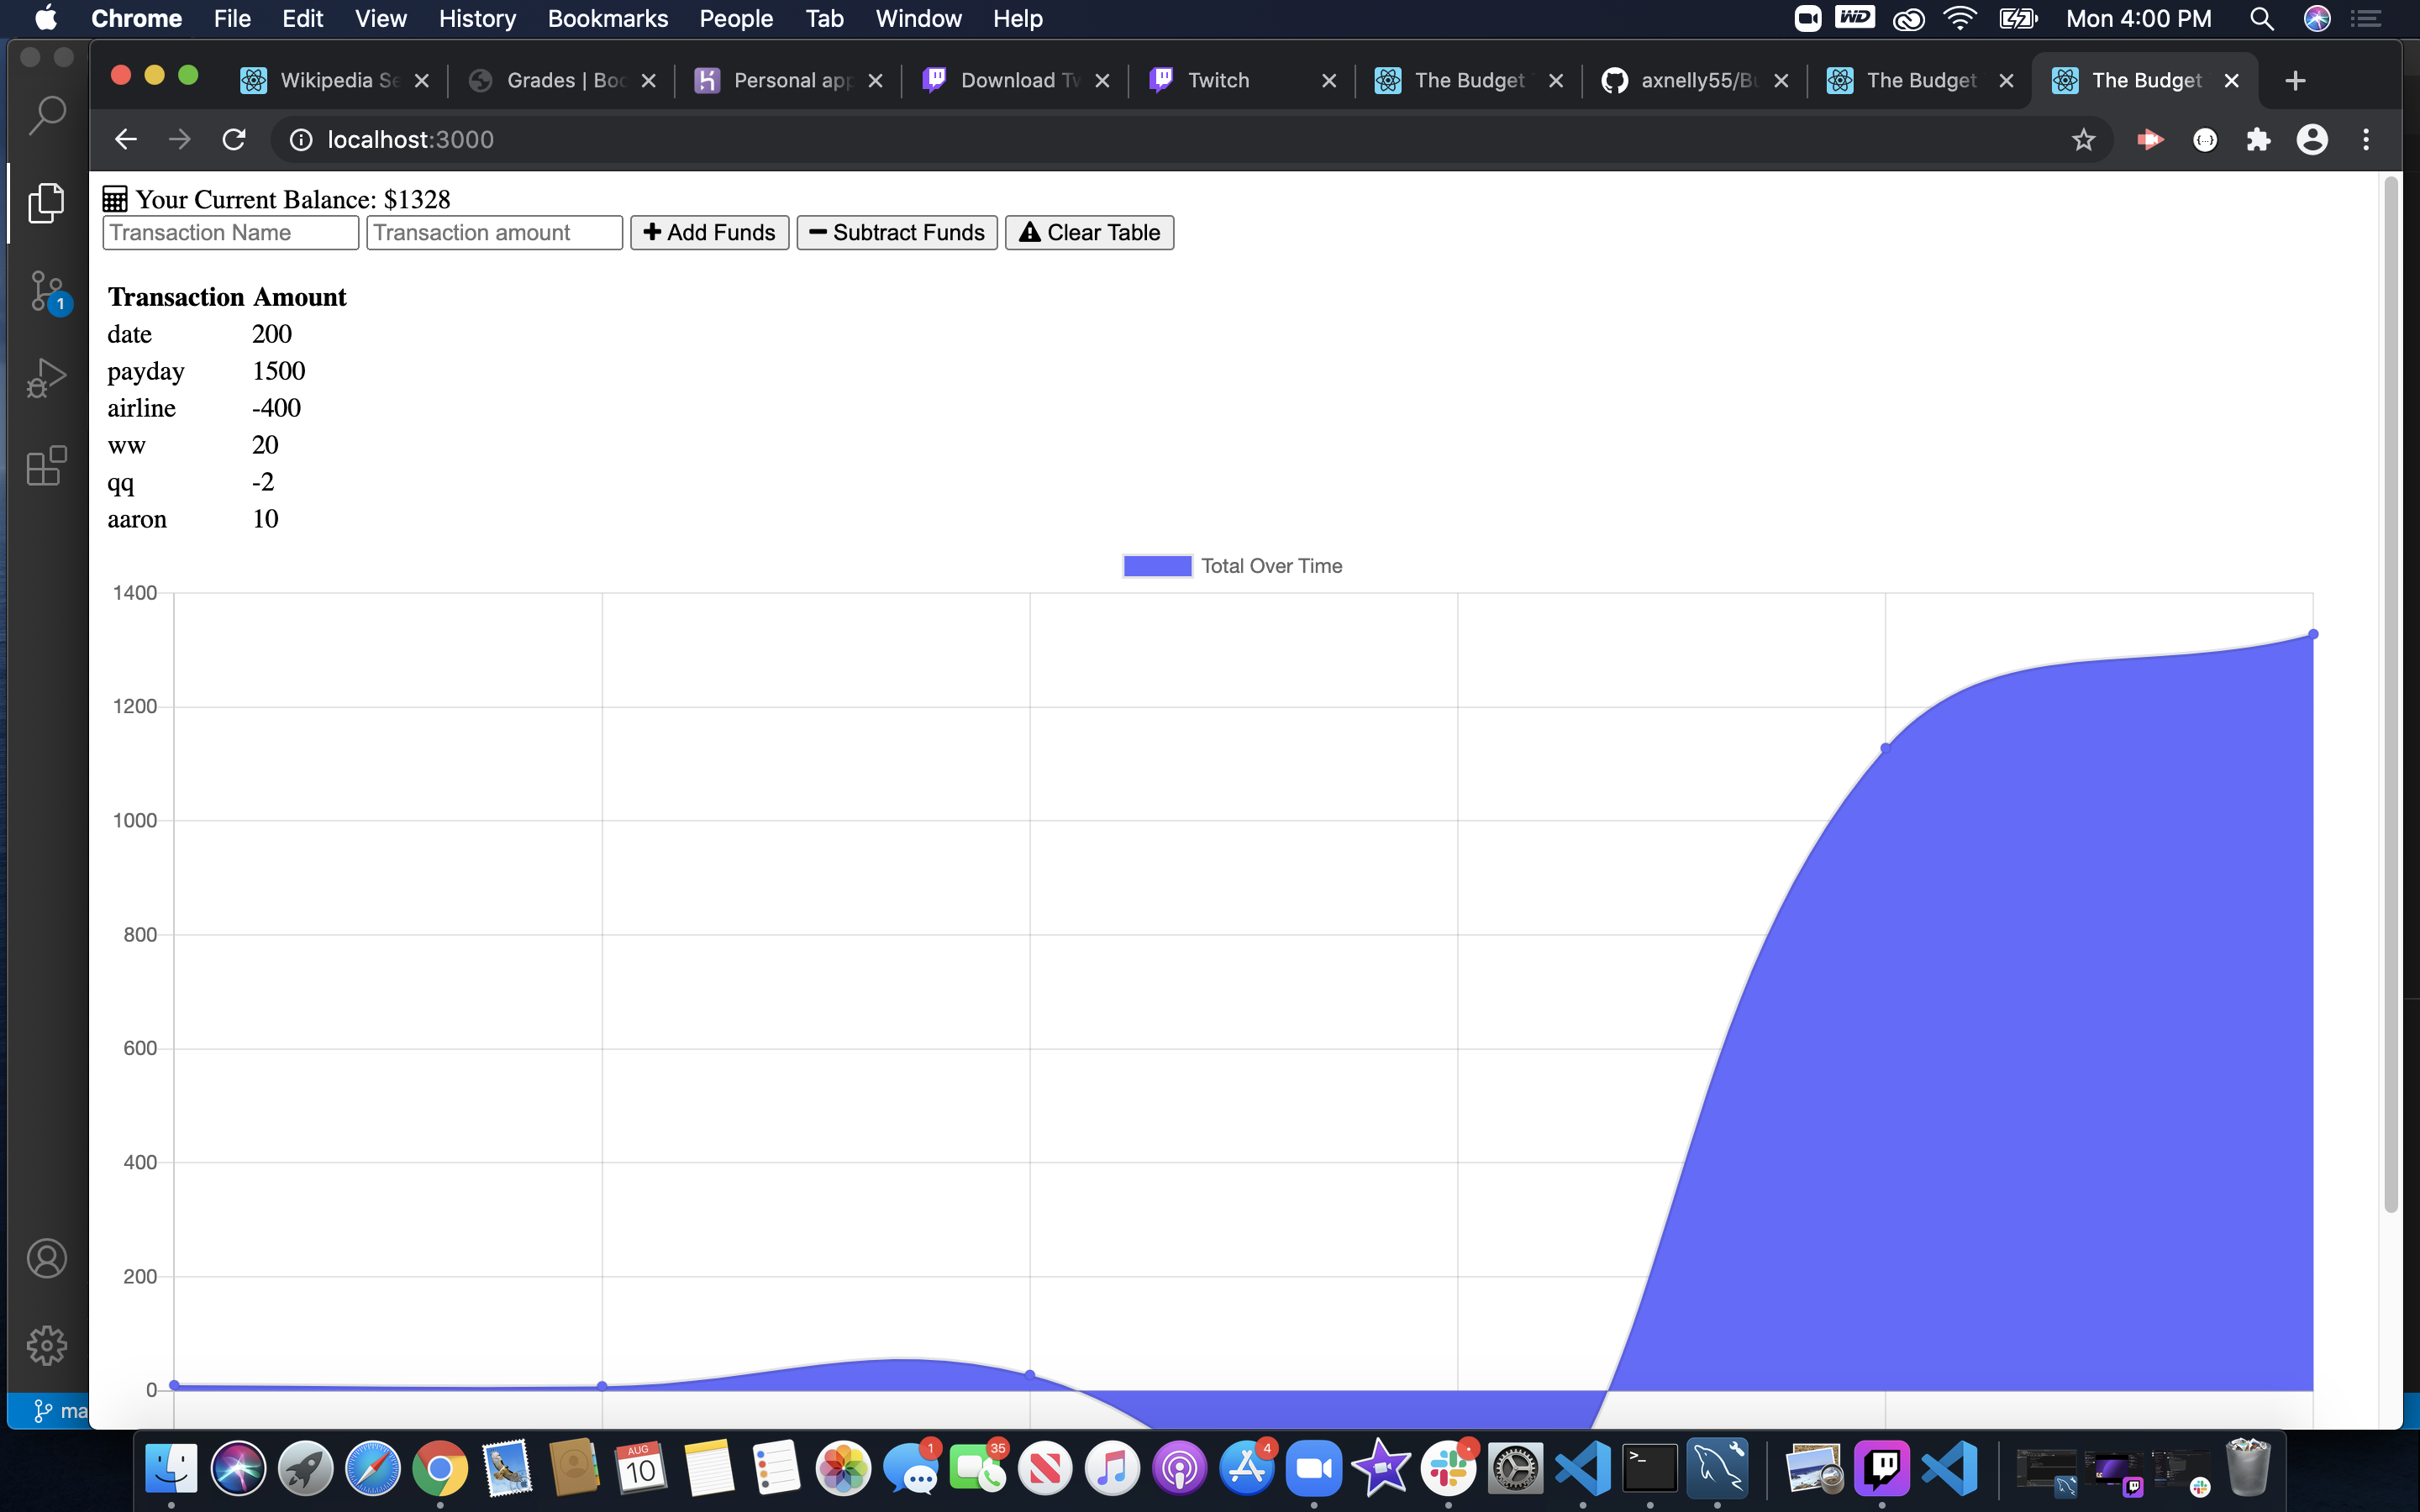 Chrome File Edit View History Bookmarks People Tab Window Help WD Mon 4:00 PM
Wikipedia Se Grades | Boo Personal app Download Tw Twitch The Budget axnelly55/Bu The Budget The Budget
localhost:3000
Your Current Balance: $1328
Transaction Name Transaction amount Add Funds Subtract Funds Clear Table
1
Transaction Amount
date 200
payday 1500
airline -400
ww 20
qq -2
aaron 10
Total Over Time
1400
1200
1000
800
600
400
200
0
ma
AUG
10
1
35
4
>_